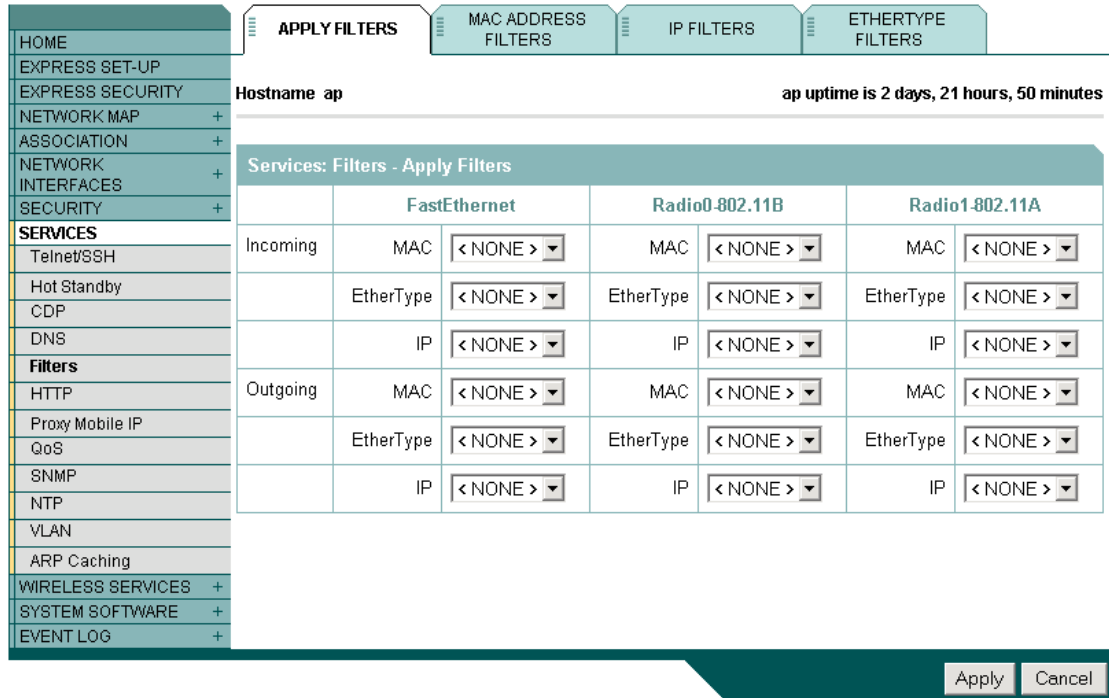 APPLY FILTERS
MAC ADDRESS
FILTERS
IP FILTERS
ETHERTYPE
FILTERS
HOME
EXPRESS SET-UP
EXPRESS SECURITY
NETWORK MAP +
ASSOCIATION +
NETWORK
INTERFACES +
SECURITY +
SERVICES
Telnet/SSH
Hot Standby
CDP
DNS
Filters
HTTP
Proxy Mobile IP
QoS
SNMP
NTP
VLAN
ARP Caching
WIRELESS SERVICES +
SYSTEM SOFTWARE +
EVENT LOG +
Hostname ap ap uptime is 2 days, 21 hours, 50 minutes
Services: Filters - Apply Filters
FastEthernet Radio0-802.11B Radio1-802.11A
Incoming MAC < NONE > MAC < NONE > MAC < NONE >
EtherType < NONE > EtherType < NONE > EtherType < NONE >
IP < NONE > IP < NONE > IP < NONE >
Outgoing MAC < NONE > MAC < NONE > MAC < NONE >
EtherType < NONE > EtherType < NONE > EtherType < NONE >
IP < NONE > IP < NONE > IP < NONE >
Apply Cancel